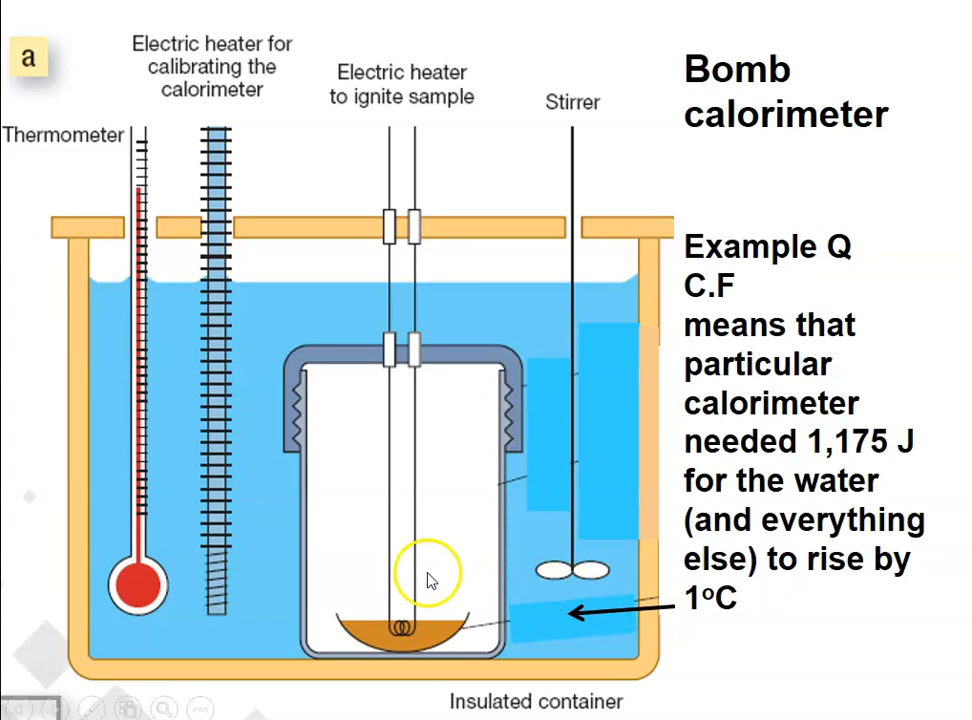 a
Electric heater for
calibrating the
calorimeter
Electric heater
to ignite sample
Stirrer
Thermometer
Bomb
calorimeter
Example Q
C.F
means that
particular
calorimeter
needed 1,175 J
for the water
(and everything
else) to rise by
1ºC
Insulated container